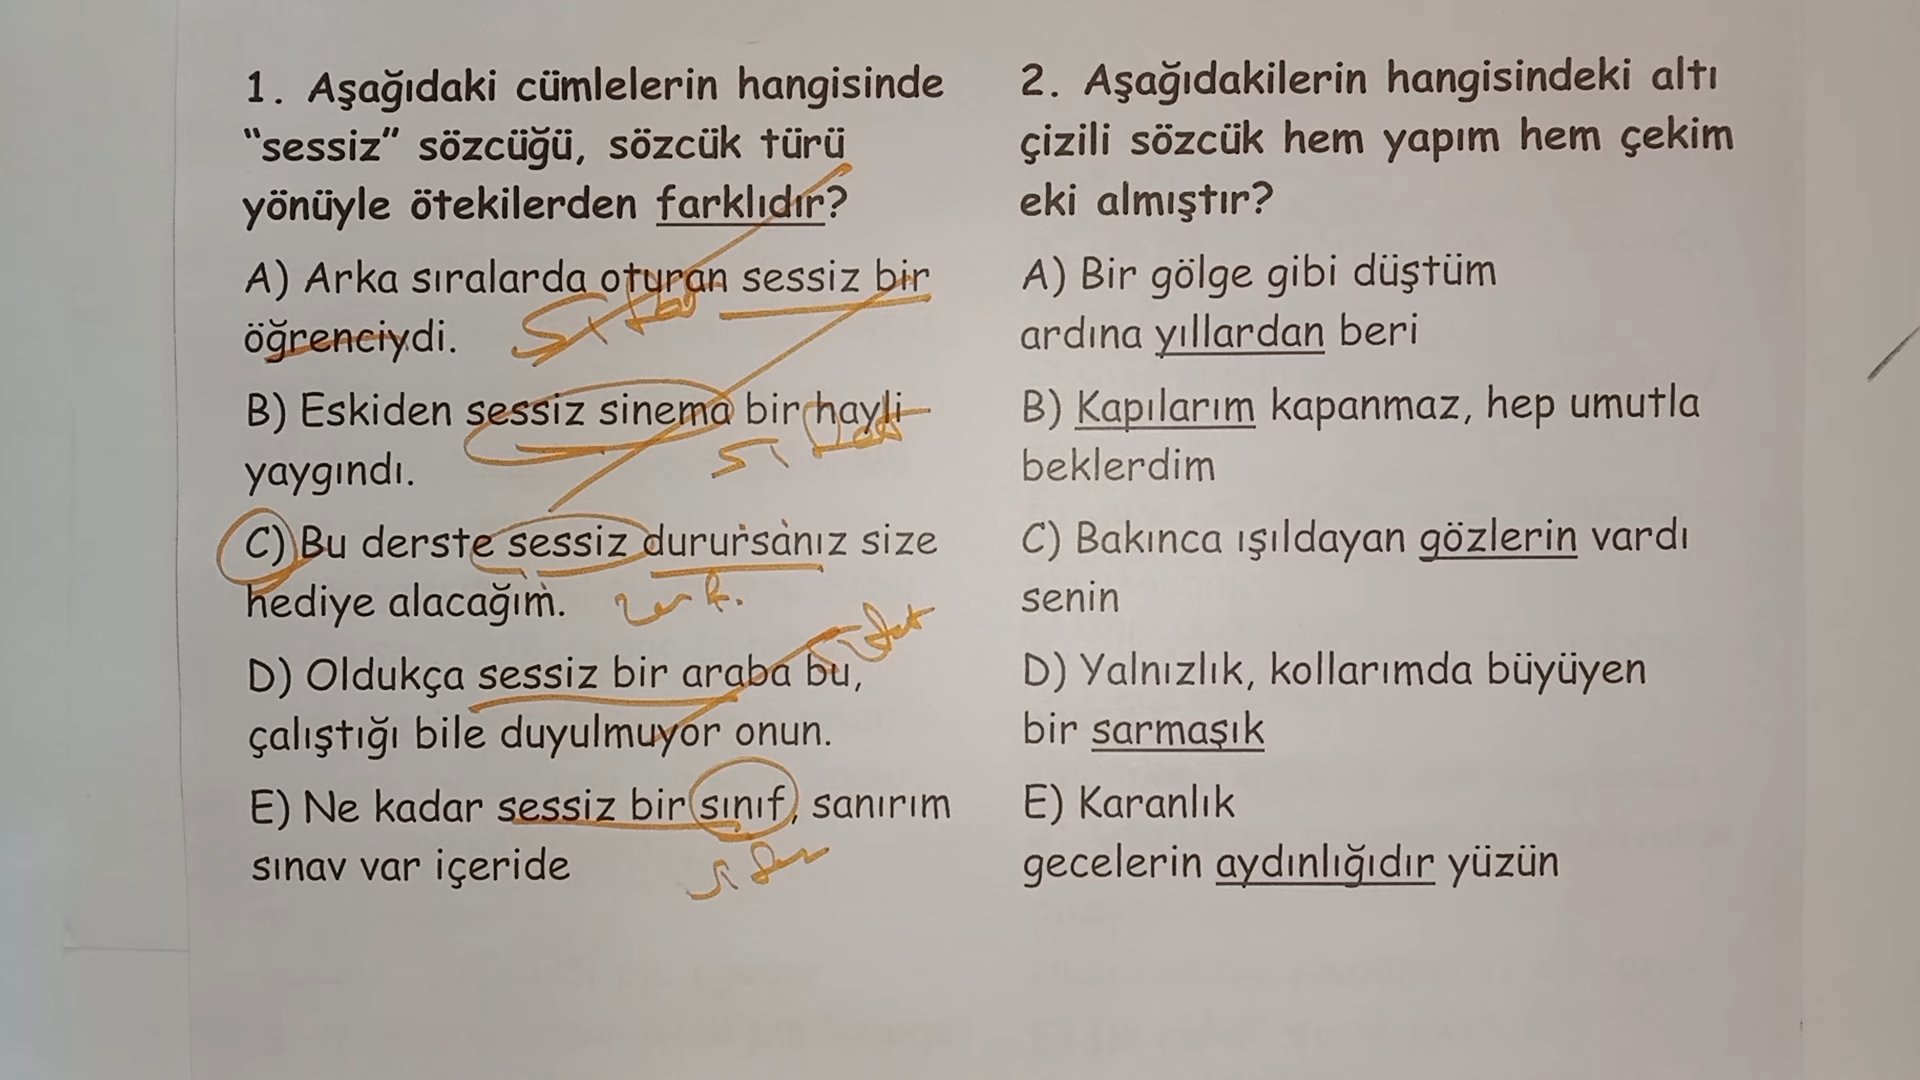 1. Aşağıdaki cümlelerin hangisinde
"sessiz" sözcüğü, sözcük türü
yönüyle ötekilerden farklıdır?
A) Arka sıralarda oturan sessiz bir
öğrenciydi.
B) Eskiden sessiz sinema bir hayli
yaygındı.
C) Bu derste sessiz durursanız size
hediye alacağım.
D) Oldukça sessiz bir araba bu,
çalıştığı bile duyulmuyor onun.
E) Ne kadar sessiz bir sınıf, sanırım
sınav var içeride
2. Aşağıdakilerin hangisindeki altı
çizili sözcük hem yapım hem çekim
eki almıştır?
A) Bir gölge gibi düştüm
ardına yıllardan beri
B) Kapılarım kapanmaz, hep umutla
beklerdim
C) Bakınca ışıldayan gözlerin vardı
senin
D) Yalnızlık, kollarımda büyüyen
bir sarmaşık
E) Karanlık
gecelerin aydınlığıdır yüzün